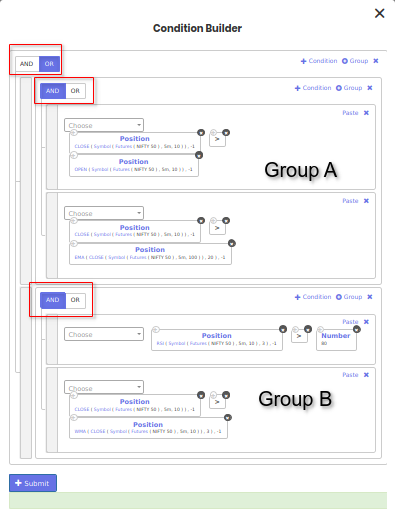 Condition Builder
AND OR
+ Condition Group
AND OR
+ Condition Group
Paste
Choose
Position
CLOSE ( Symbol ( Futures ( NIFTY 50 ) , 5m, 10 ) ) , -1
>
Position
OPEN ( Symbol ( Futures ( NIFTY 50 ) , 5m, 10 ) ) , -1
Group A
Paste
Choose
Position
CLOSE ( Symbol ( Futures ( NIFTY 50 ) , 5m, 10 ) ) , -1
>
Position
EMA ( CLOSE ( Symbol ( Futures ( NIFTY 50 ) , 5m, 100 ) ) , 20 ) , -1
AND OR
+ Condition Group
Paste
Choose
Position
RSI ( Symbol ( Futures ( NIFTY 50 ) , 5m, 10 ) , 3 ) , -1
>
Number
80
Paste
Choose
Position
CLOSE ( Symbol ( Futures ( NIFTY 50 ) , 5m, 10 ) ) , -1
>
Position
WMA ( CLOSE ( Symbol ( Futures ( NIFTY 50 ) , 5m, 10 ) ) , 3 ) , -1
Group B
+ Submit